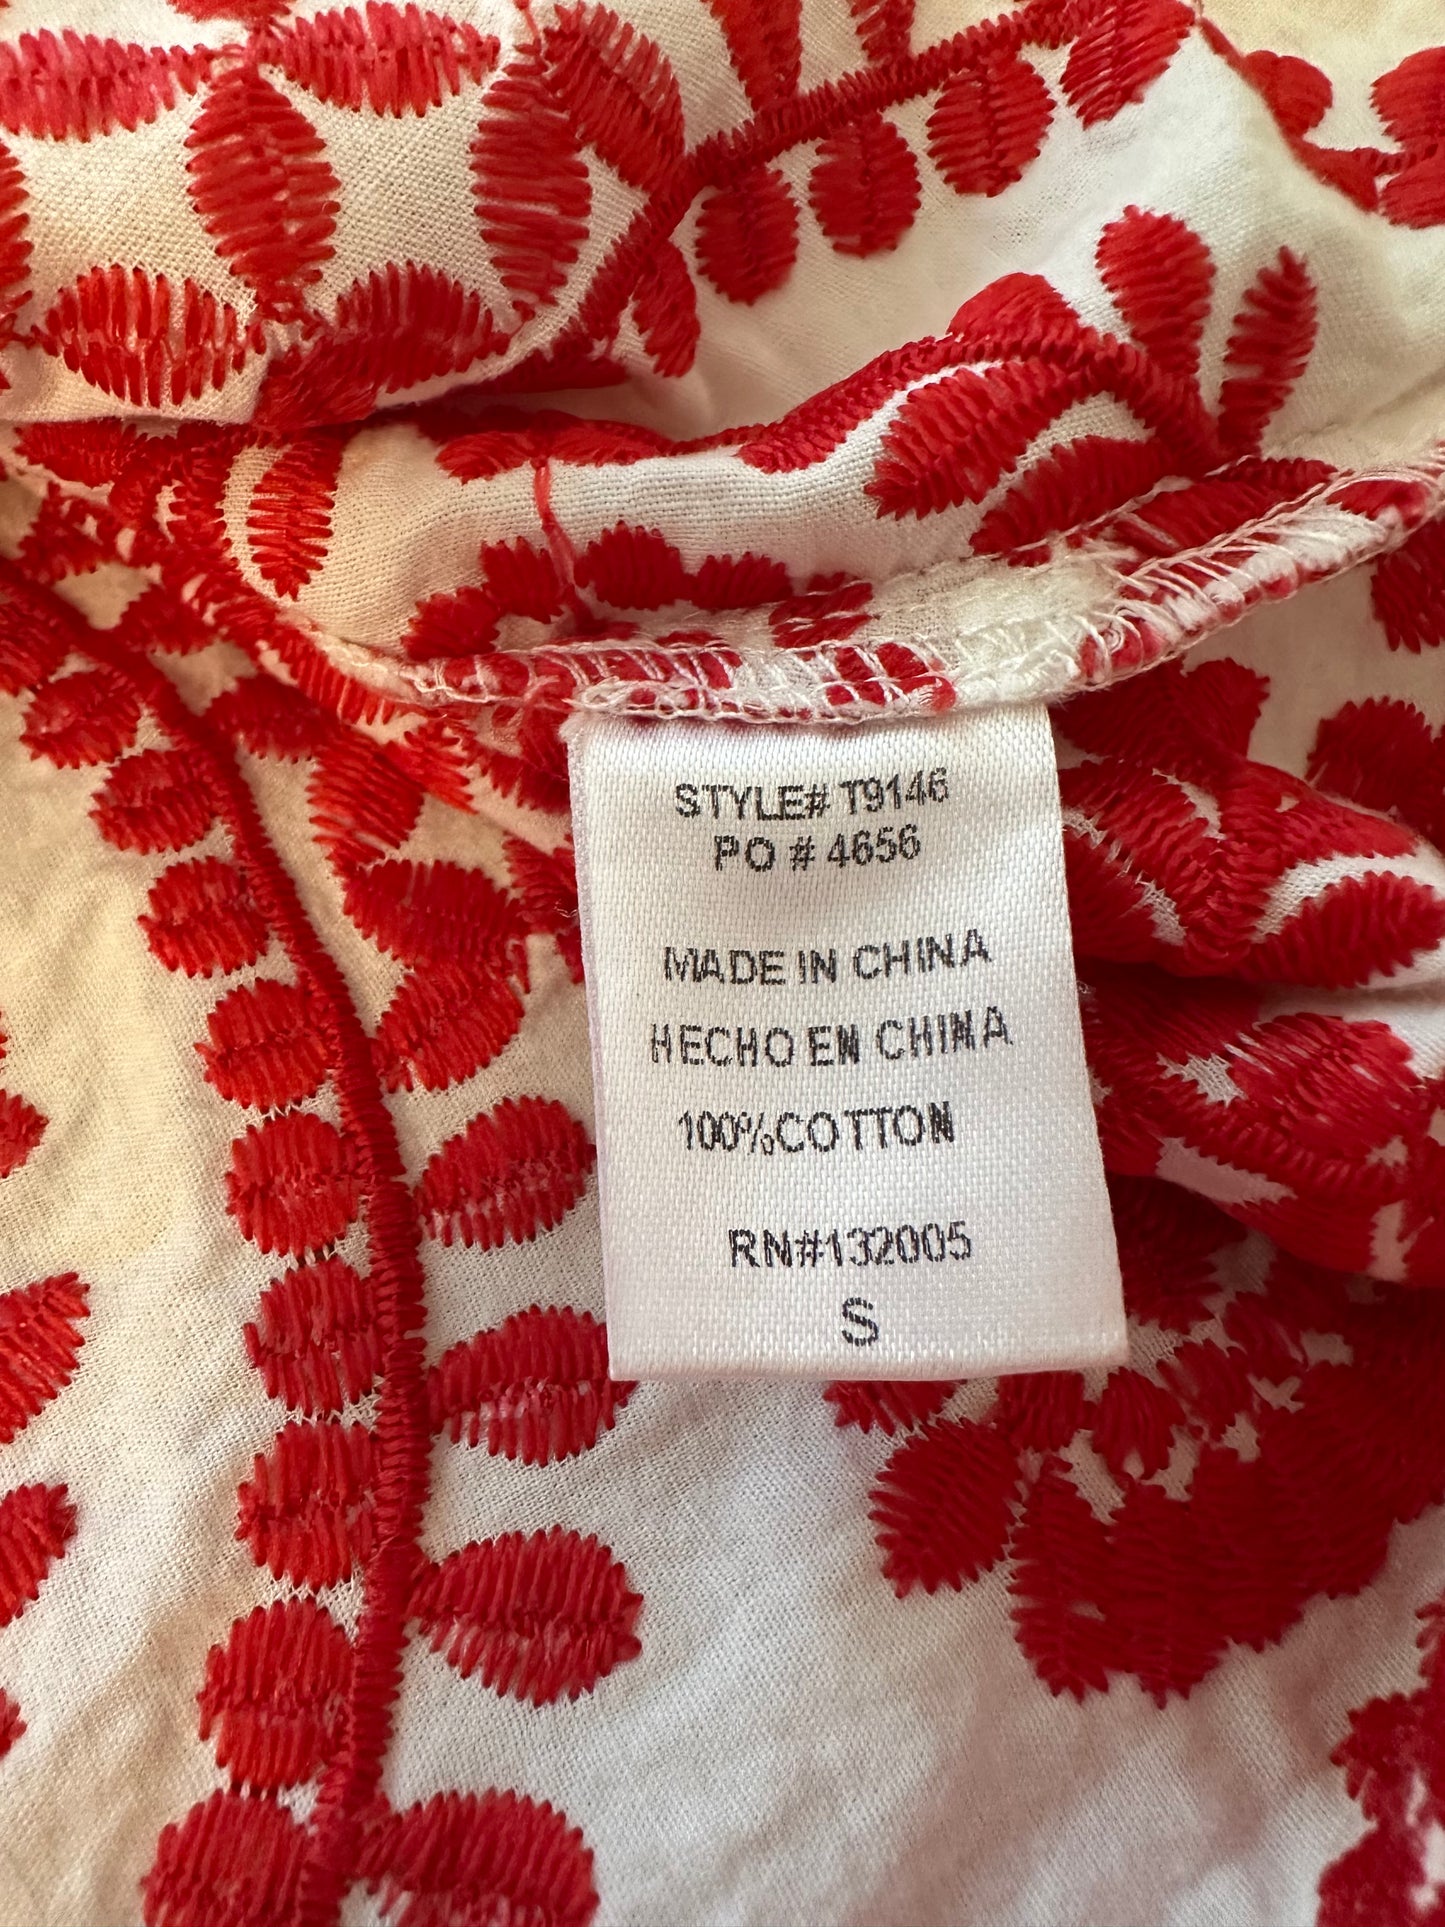 STYLE# T9146
PO # 4656
MADE IN CHINA
HECHO EN CHINA
100%COTTON
RN#132005
S